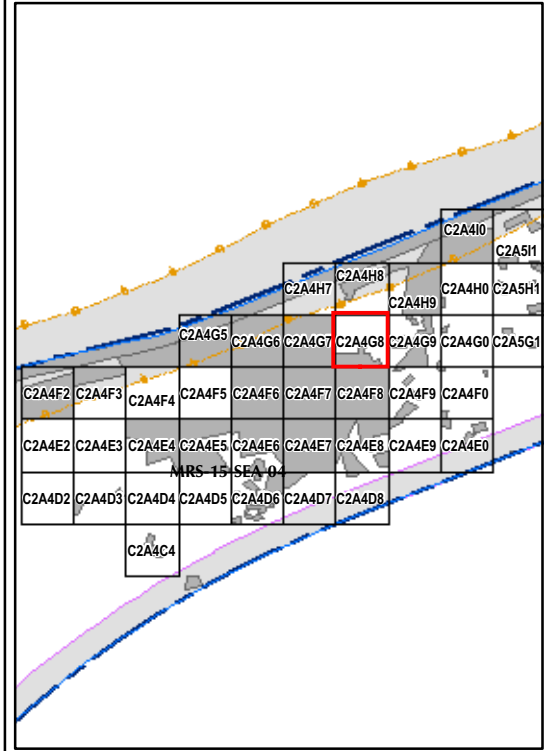 C2A4I0
C2A5I1
C2A4H7 C2A4H8 C2A4H9 C2A4H0 C2A5H1
C2A4G5 C2A4G6 C2A4G7 C2A4G8 C2A4G9 C2A4G0 C2A5G1
C2A4F2 C2A4F3 C2A4F4 C2A4F5 C2A4F6 C2A4F7 C2A4F8 C2A4F9 C2A4F0
C2A4E2 C2A4E3 C2A4E4 C2A4E5 C2A4E6 C2A4E7 C2A4E8 C2A4E9 C2A4E0
MRS-15-SEA-04
C2A4D2 C2A4D3 C2A4D4 C2A4D5 C2A4D6 C2A4D7 C2A4D8
C2A4C4